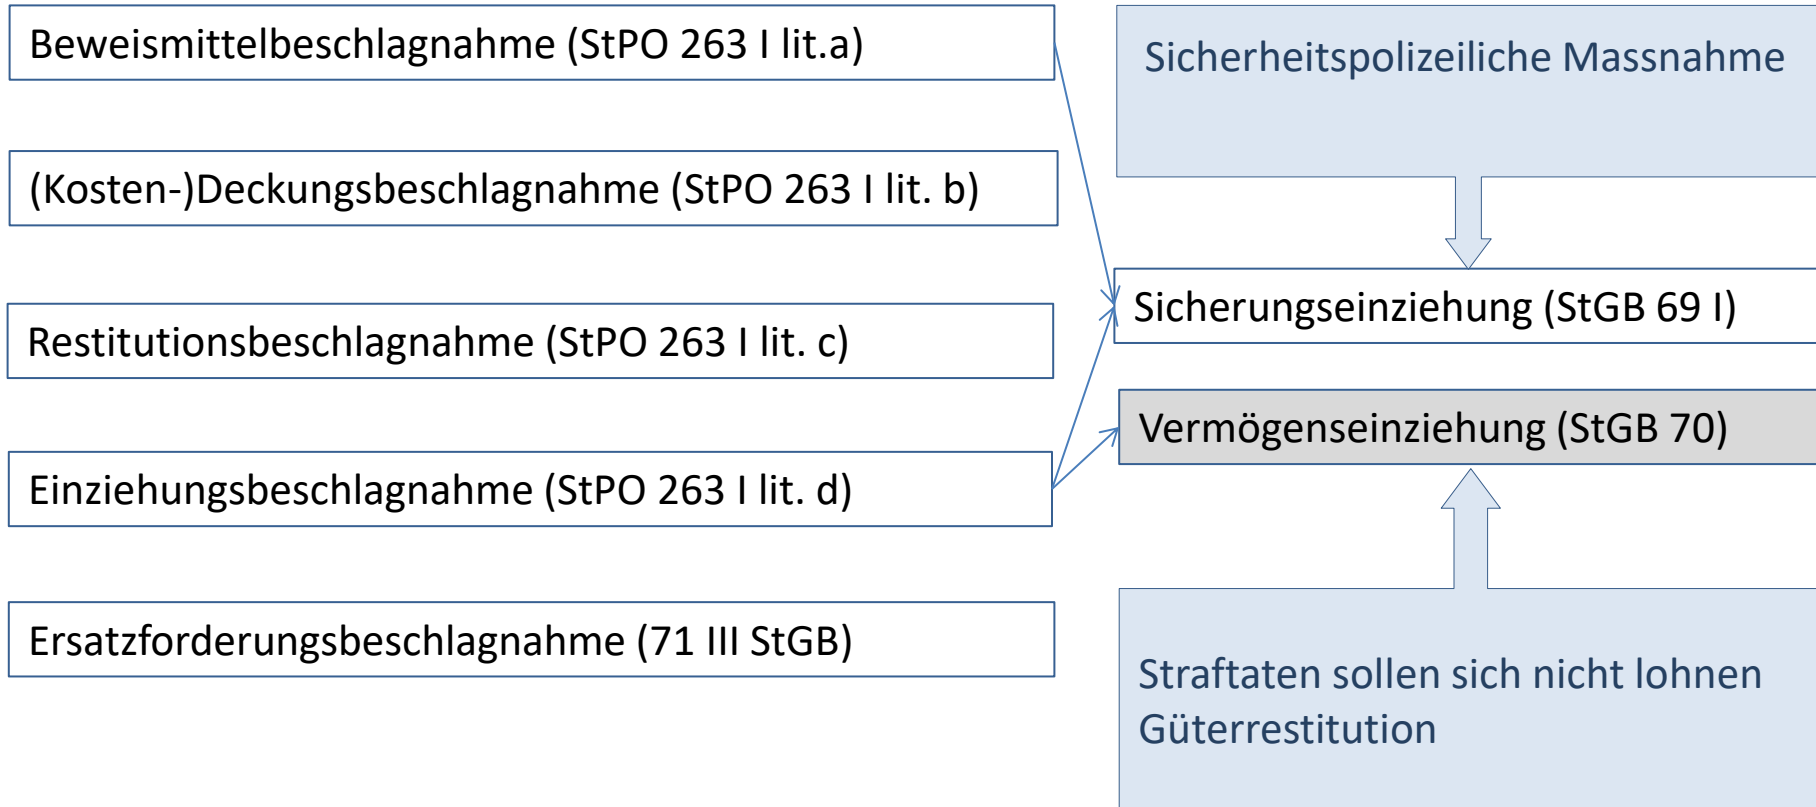 Beweismittelbeschlagnahme (StPO 263 I lit.a)
(Kosten-)Deckungsbeschlagnahme (StPO 263 I lit. b)
Restitutionsbeschlagnahme (StPO 263 I lit. c)
Einziehungsbeschlagnahme (StPO 263 I lit. d)
Ersatzforderungsbeschlagnahme (71 III StGB)
Sicherheitspolizeiliche Massnahme
Sicherungseinziehung (StGB 69 I)
Vermögenseinziehung (StGB 70)
Straftaten sollen sich nicht lohnen
Güterrestitution